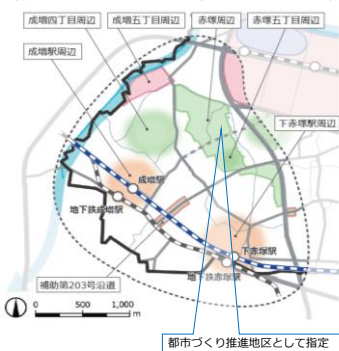 成増四丁目周辺
成増五丁目周辺
赤塚周辺
赤塚五丁目周辺
成増駅周辺
下赤塚駅周辺
成増駅
地下鉄成増駅
下赤塚駅
地下鉄赤塚駅
補助第203号沿道
0 500 1,000
m
都市づくり推進地区として指定